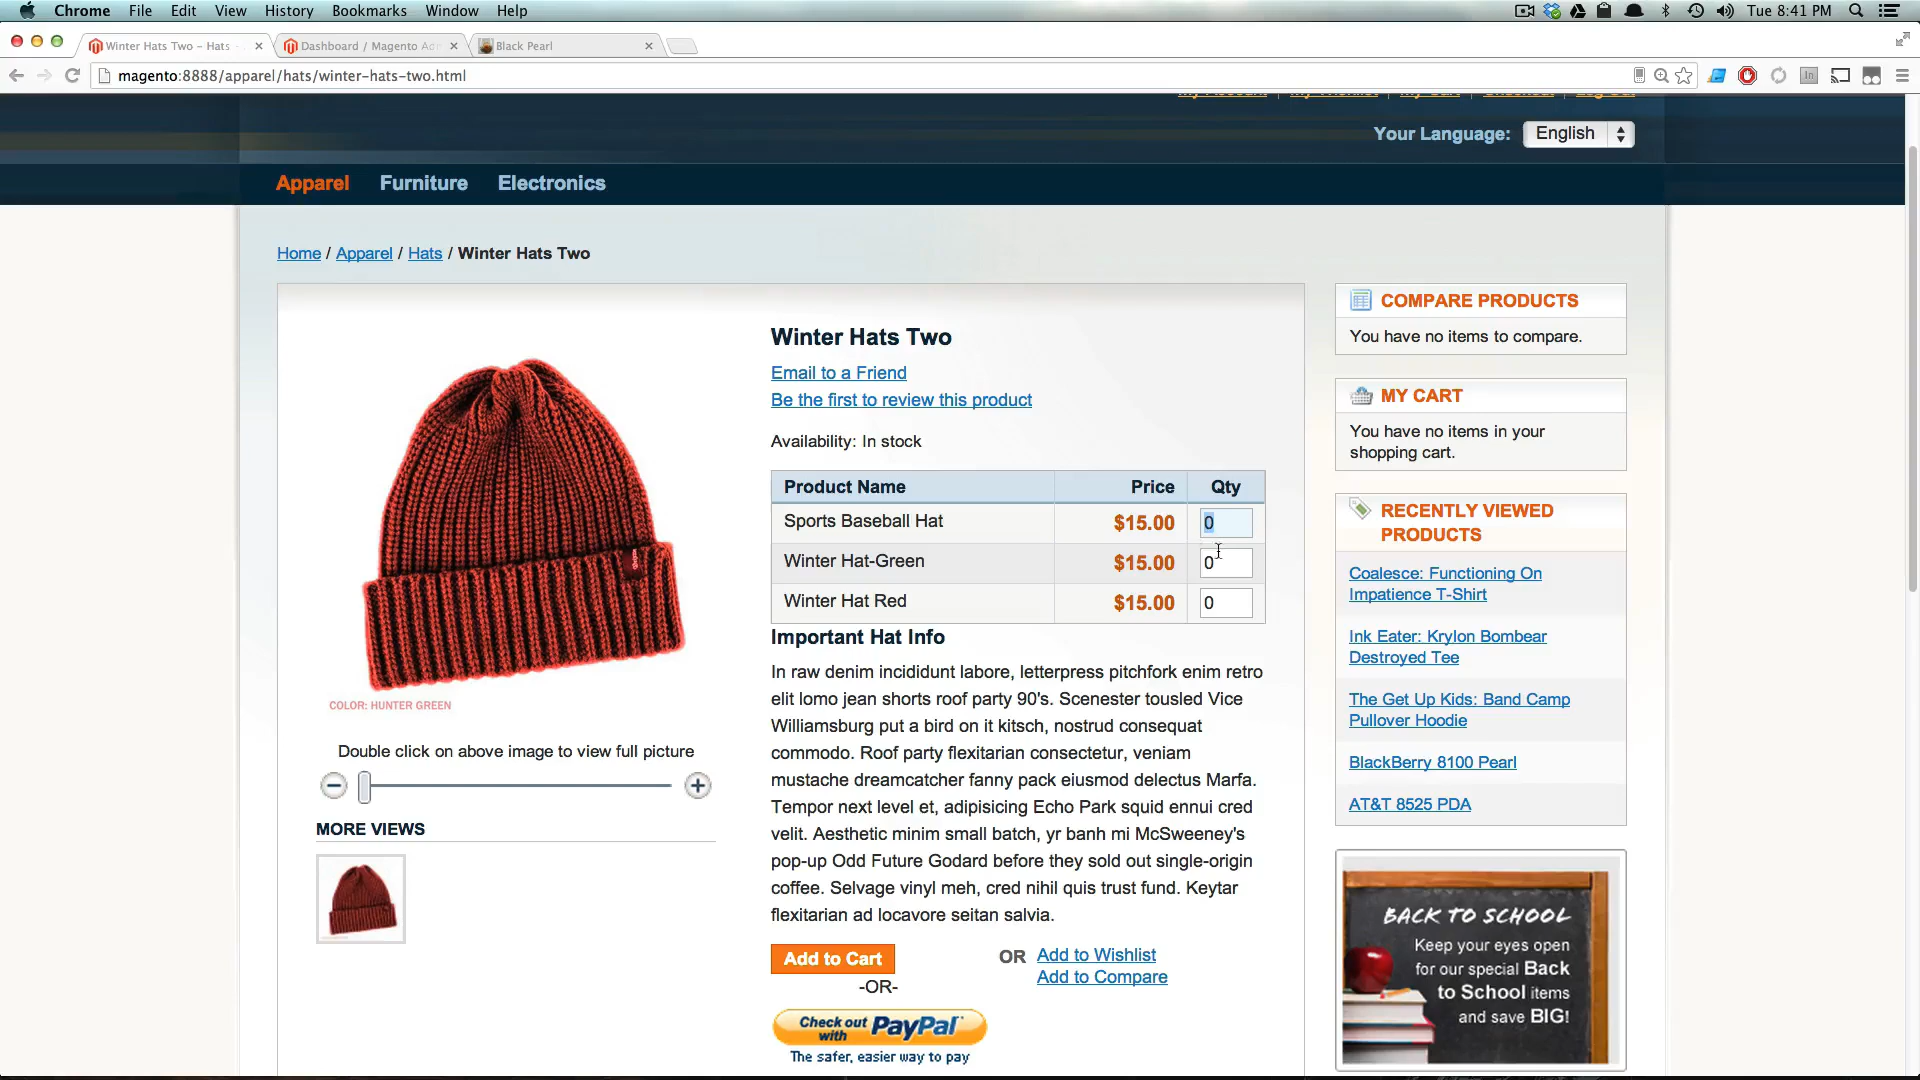 Chrome File Edit View History Bookmarks Window Help Tue 8:41 PM
Winter Hats Two - Hats - Dashboard / Magento Adm Black Pearl
magento:8888/apparel/hats/winter-hats-two.html
My Account My Wishlist My Cart Checkout Log Out
Your Language: English
Apparel Furniture Electronics
Home / Apparel / Hats / Winter Hats Two
Winter Hats Two
Email to a Friend
Be the first to review this product
Availability: In stock
Product Name Price Qty
Sports Baseball Hat $15.00 0
Winter Hat-Green $15.00 0
Winter Hat Red $15.00 0
Important Hat Info
In raw denim incididunt labore, letterpress pitchfork enim retro
elit lomo jean shorts roof party 90's. Scenester tousled Vice
Williamsburg put a bird on it kitsch, nostrud consequat
commodo. Roof party flexitarian consectetur, veniam
mustache dreamcatcher fanny pack eiusmod delectus Marfa.
Tempor next level et, adipisicing Echo Park squid ennui cred
velit. Aesthetic minim small batch, yr banh mi McSweeney's
pop-up Odd Future Godard before they sold out single-origin
coffee. Selvage vinyl meh, cred nihil quis trust fund. Keytar
flexitarian ad locavore seitan salvia.
Add to Cart
-OR-
OR Add to Wishlist
Add to Compare
Check out with PayPal
The safer, easier way to pay
COLOR: HUNTER GREEN
Double click on above image to view full picture
MORE VIEWS
COMPARE PRODUCTS
You have no items to compare.
MY CART
You have no items in your
shopping cart.
RECENTLY VIEWED
PRODUCTS
Coalesce: Functioning On
Impatience T-Shirt
Ink Eater: Krylon Bombear
Destroyed Tee
The Get Up Kids: Band Camp
Pullover Hoodie
BlackBerry 8100 Pearl
AT&T 8525 PDA
BACK TO SCHOOL
Keep your eyes open
for our special Back
to School items
and save BIG!